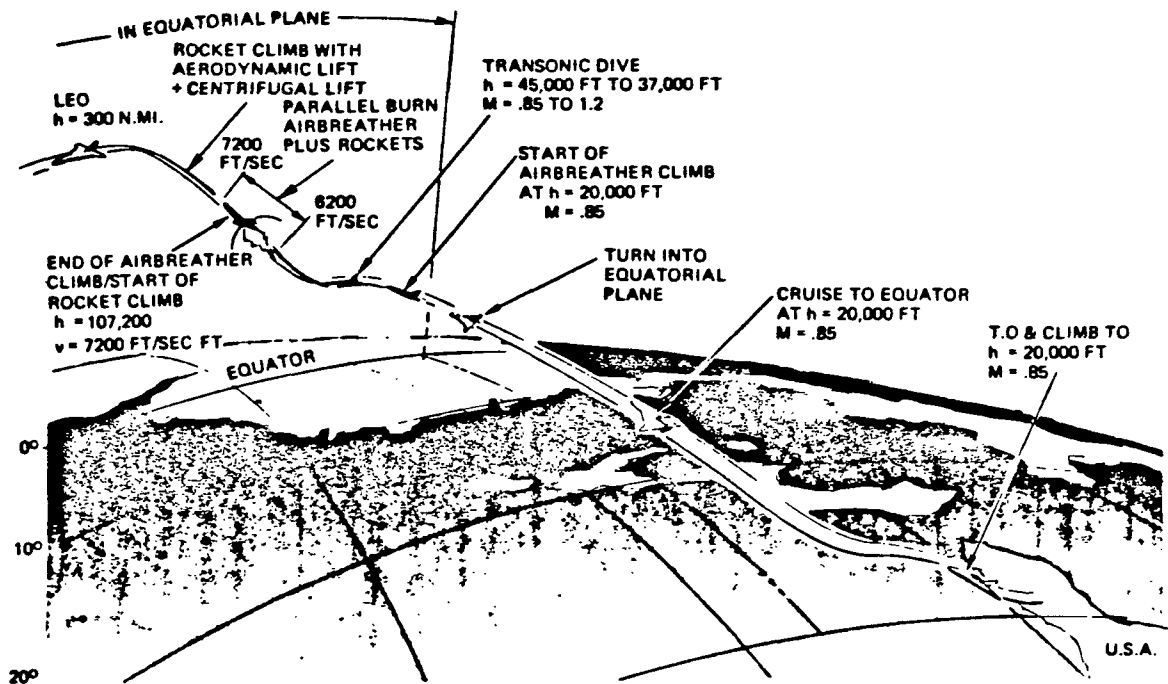 IN EQUATORIAL PLANE
ROCKET CLIMB WITH
AERODYNAMIC LIFT
+ CENTRIFUGAL LIFT
LEO
h = 300 N.MI.
PARALLEL BURN
AIRBREATHER
PLUS ROCKETS
7200
FT/SEC
6200
FT/SEC
TRANSONIC DIVE
h = 45,000 FT TO 37,000 FT
M = .85 TO 1.2
START OF
AIRBREATHER CLIMB
AT h = 20,000 FT
M = .85
END OF AIRBREATHER
CLIMB/START OF
ROCKET CLIMB
h = 107,200
v = 7200 FT/SEC FT
TURN INTO
EQUATORIAL
PLANE
CRUISE TO EQUATOR
AT h = 20,000 FT
M = .85
T.O & CLIMB TO
h = 20,000 FT
M = .85
EQUATOR
0°
10°
20°
U.S.A.